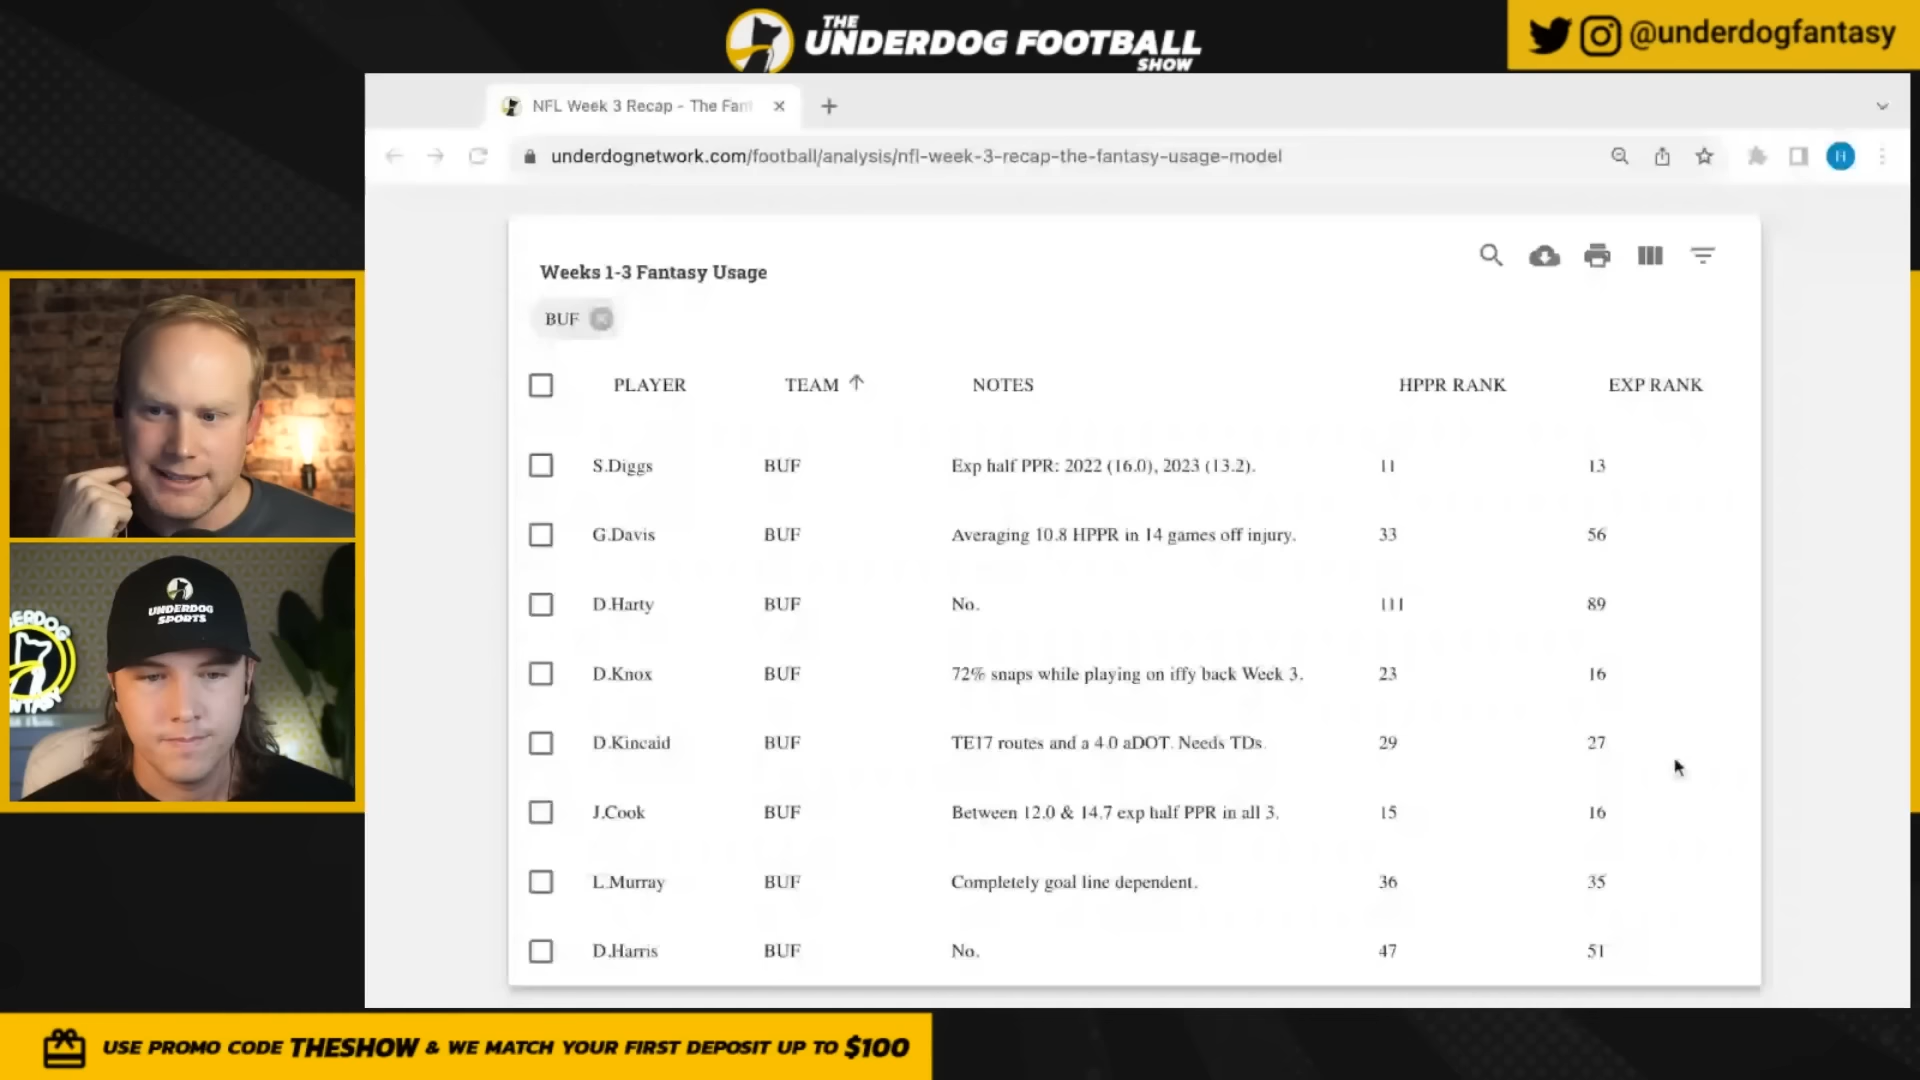 THE
UNDERDOG FOOTBALL
SHOW
@underdogfantasy
NFL Week 3 Recap - The Fant
underdognetwork.com/football/analysis/nfl-week-3-recap-the-fantasy-usage-model
H
Weeks 1-3 Fantasy Usage
BUF
PLAYER TEAM NOTES HPPR RANK EXP RANK
S.Diggs BUF Exp half PPR: 2022 (16.0), 2023 (13.2). 11 13
G.Davis BUF Averaging 10.8 HPPR in 14 games off injury. 33 56
D.Harty BUF No. 111 89
D.Knox BUF 72% snaps while playing on iffy back Week 3. 23 16
D.Kincaid BUF TE17 routes and a 4.0 aDOT. Needs TDs. 29 27
J.Cook BUF Between 12.0 & 14.7 exp half PPR in all 3. 15 16
L.Murray BUF Completely goal line dependent. 36 35
D.Harris BUF No. 47 51
UNDERDOG
SPORTS
ERDOG
NTAS
USE PROMO CODE THESHOW & WE MATCH YOUR FIRST DEPOSIT UP TO $100